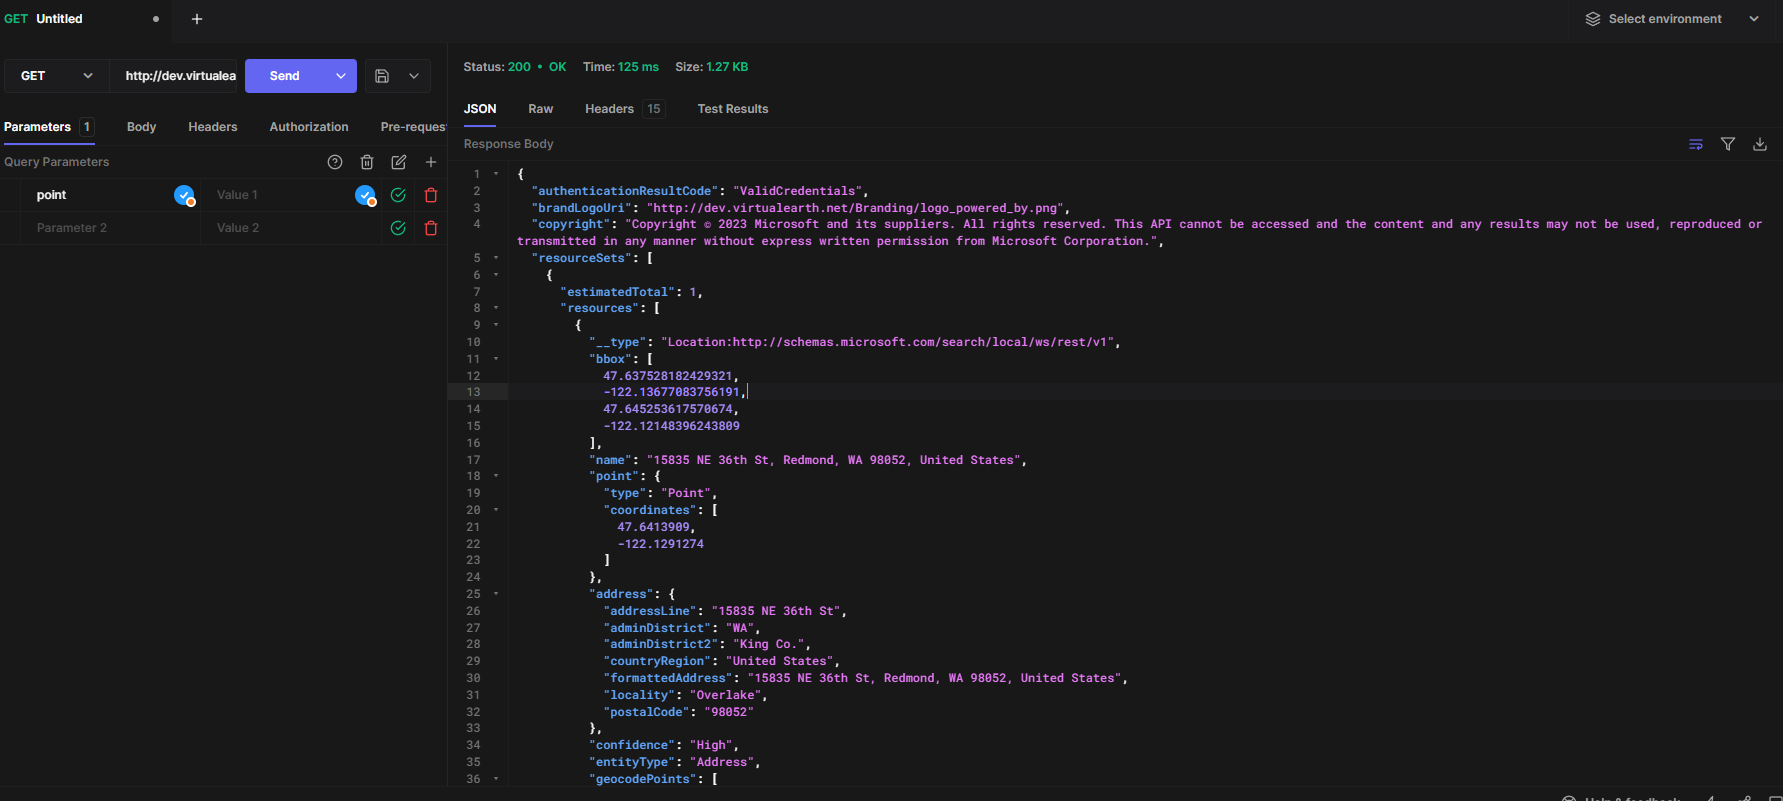 GET Untitled
Select environment
GET
http://dev.virtualea
Send
Status: 200 • OK Time: 125 ms Size: 1.27 KB
JSON Raw Headers 15 Test Results
Parameters 1 Body Headers Authorization Pre-reques
Response Body
Query Parameters
point Value 1
Parameter 2 Value 2
1 {
2 "authenticationResultCode": "ValidCredentials",
3 "brandLogoUri": "http://dev.virtualearth.net/Branding/logo_powered_by.png",
4 "copyright": "Copyright © 2023 Microsoft and its suppliers. All rights reserved. This API cannot be accessed and the content and any results may not be used, reproduced or
transmitted in any manner without express written permission from Microsoft Corporation.",
5 "resourceSets": [
6 {
7 "estimatedTotal": 1,
8 "resources": [
9 {
10 "__type": "Location:http://schemas.microsoft.com/search/local/ws/rest/v1",
11 "bbox": [
12 47.637528182429321,
13 -122.13677083756191,
14 47.645253617570674,
15 -122.12148396243809
16 ],
17 "name": "15835 NE 36th St, Redmond, WA 98052, United States",
18 "point": {
19 "type": "Point",
20 "coordinates": [
21 47.6413909,
22 -122.1291274
23 ]
24 },
25 "address": {
26 "addressLine": "15835 NE 36th St",
27 "adminDistrict": "WA",
28 "adminDistrict2": "King Co.",
29 "countryRegion": "United States",
30 "formattedAddress": "15835 NE 36th St, Redmond, WA 98052, United States",
31 "locality": "Overlake",
32 "postalCode": "98052"
33 },
34 "confidence": "High",
35 "entityType": "Address",
36 "geocodePoints": [
Help & feedback